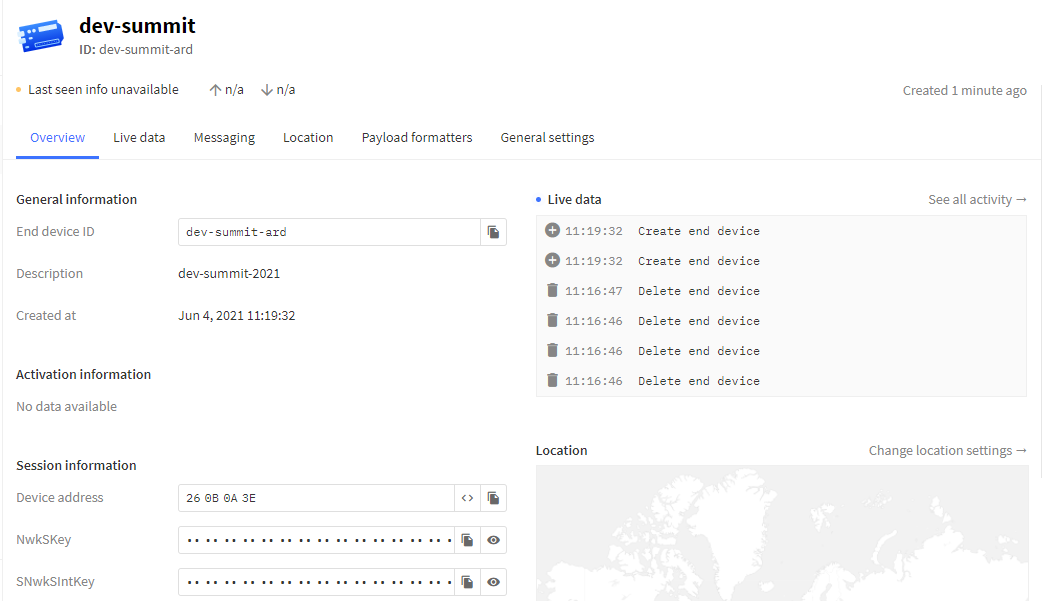 dev-summit
ID: dev-summit-ard
Last seen info unavailable ↑ n/a ↓ n/a
Created 1 minute ago
Overview Live data Messaging Location Payload formatters General settings
General information
End device ID dev-summit-ard
Description dev-summit-2021
Created at Jun 4, 2021 11:19:32
Activation information
No data available
Session information
Device address 26 0B 0A 3E
NwkSKey
SNwkSIntKey
Live data See all activity →
11:19:32 Create end device
11:19:32 Create end device
11:16:47 Delete end device
11:16:46 Delete end device
11:16:46 Delete end device
11:16:46 Delete end device
Location Change location settings →